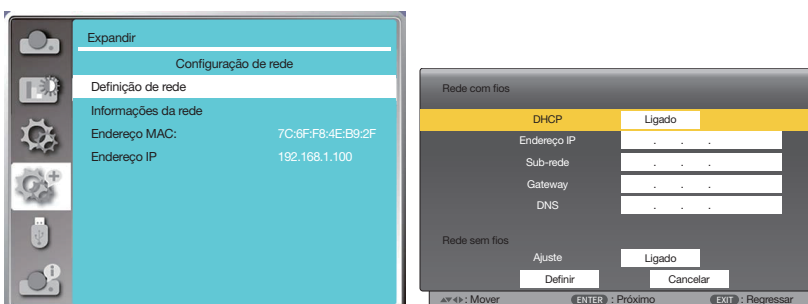 Expandir
Configuração de rede
Definição de rede
Informações da rede
Endereço MAC: 7C:6F:F8:4E:B9:2F
Endereço IP 192.168.1.100
Rede com fios
DHCP Ligado
Endereço IP . . .
Sub-rede . . .
Gateway . . .
DNS . . .
Rede sem fios
Ajuste Ligado
Definir Cancelar
: Mover ENTER : Próximo EXIT : Regressar